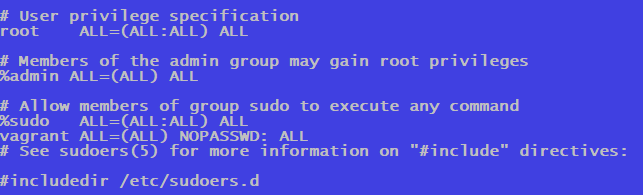 # User privilege specification
root    ALL=(ALL:ALL) ALL

# Members of the admin group may gain root privileges
%admin ALL=(ALL) ALL

# Allow members of group sudo to execute any command
%sudo   ALL=(ALL:ALL) ALL
vagrant ALL=(ALL) NOPASSWD: ALL
# See sudoers(5) for more information on "#include" directives:

#includedir /etc/sudoers.d